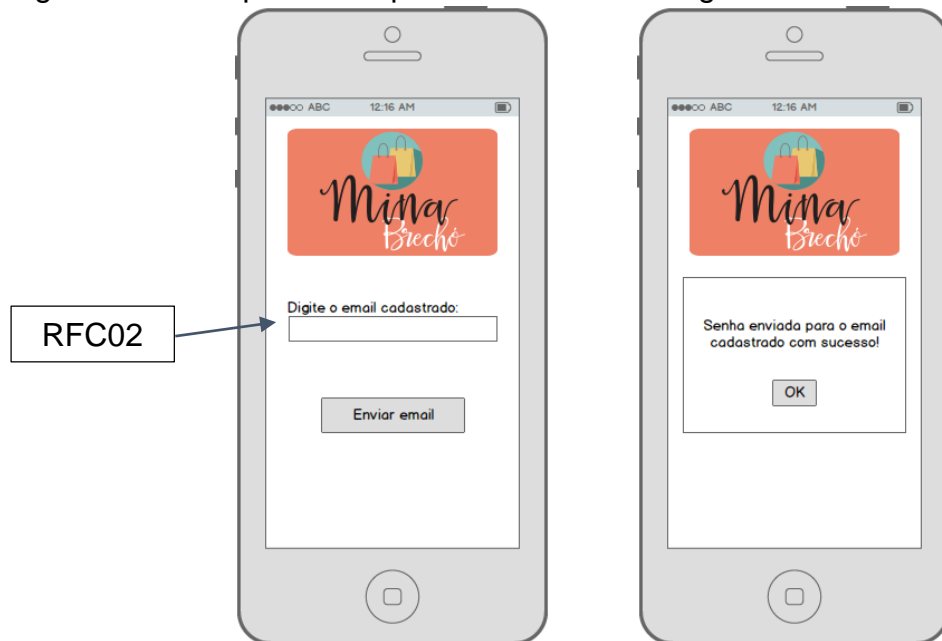 ABC 12:16 AM
Mina
Brechó
Digite o email cadastrado:
Enviar email
RFC02
ABC 12:16 AM
Mina
Brechó
Senha enviada para o email
cadastrado com sucesso!
OK